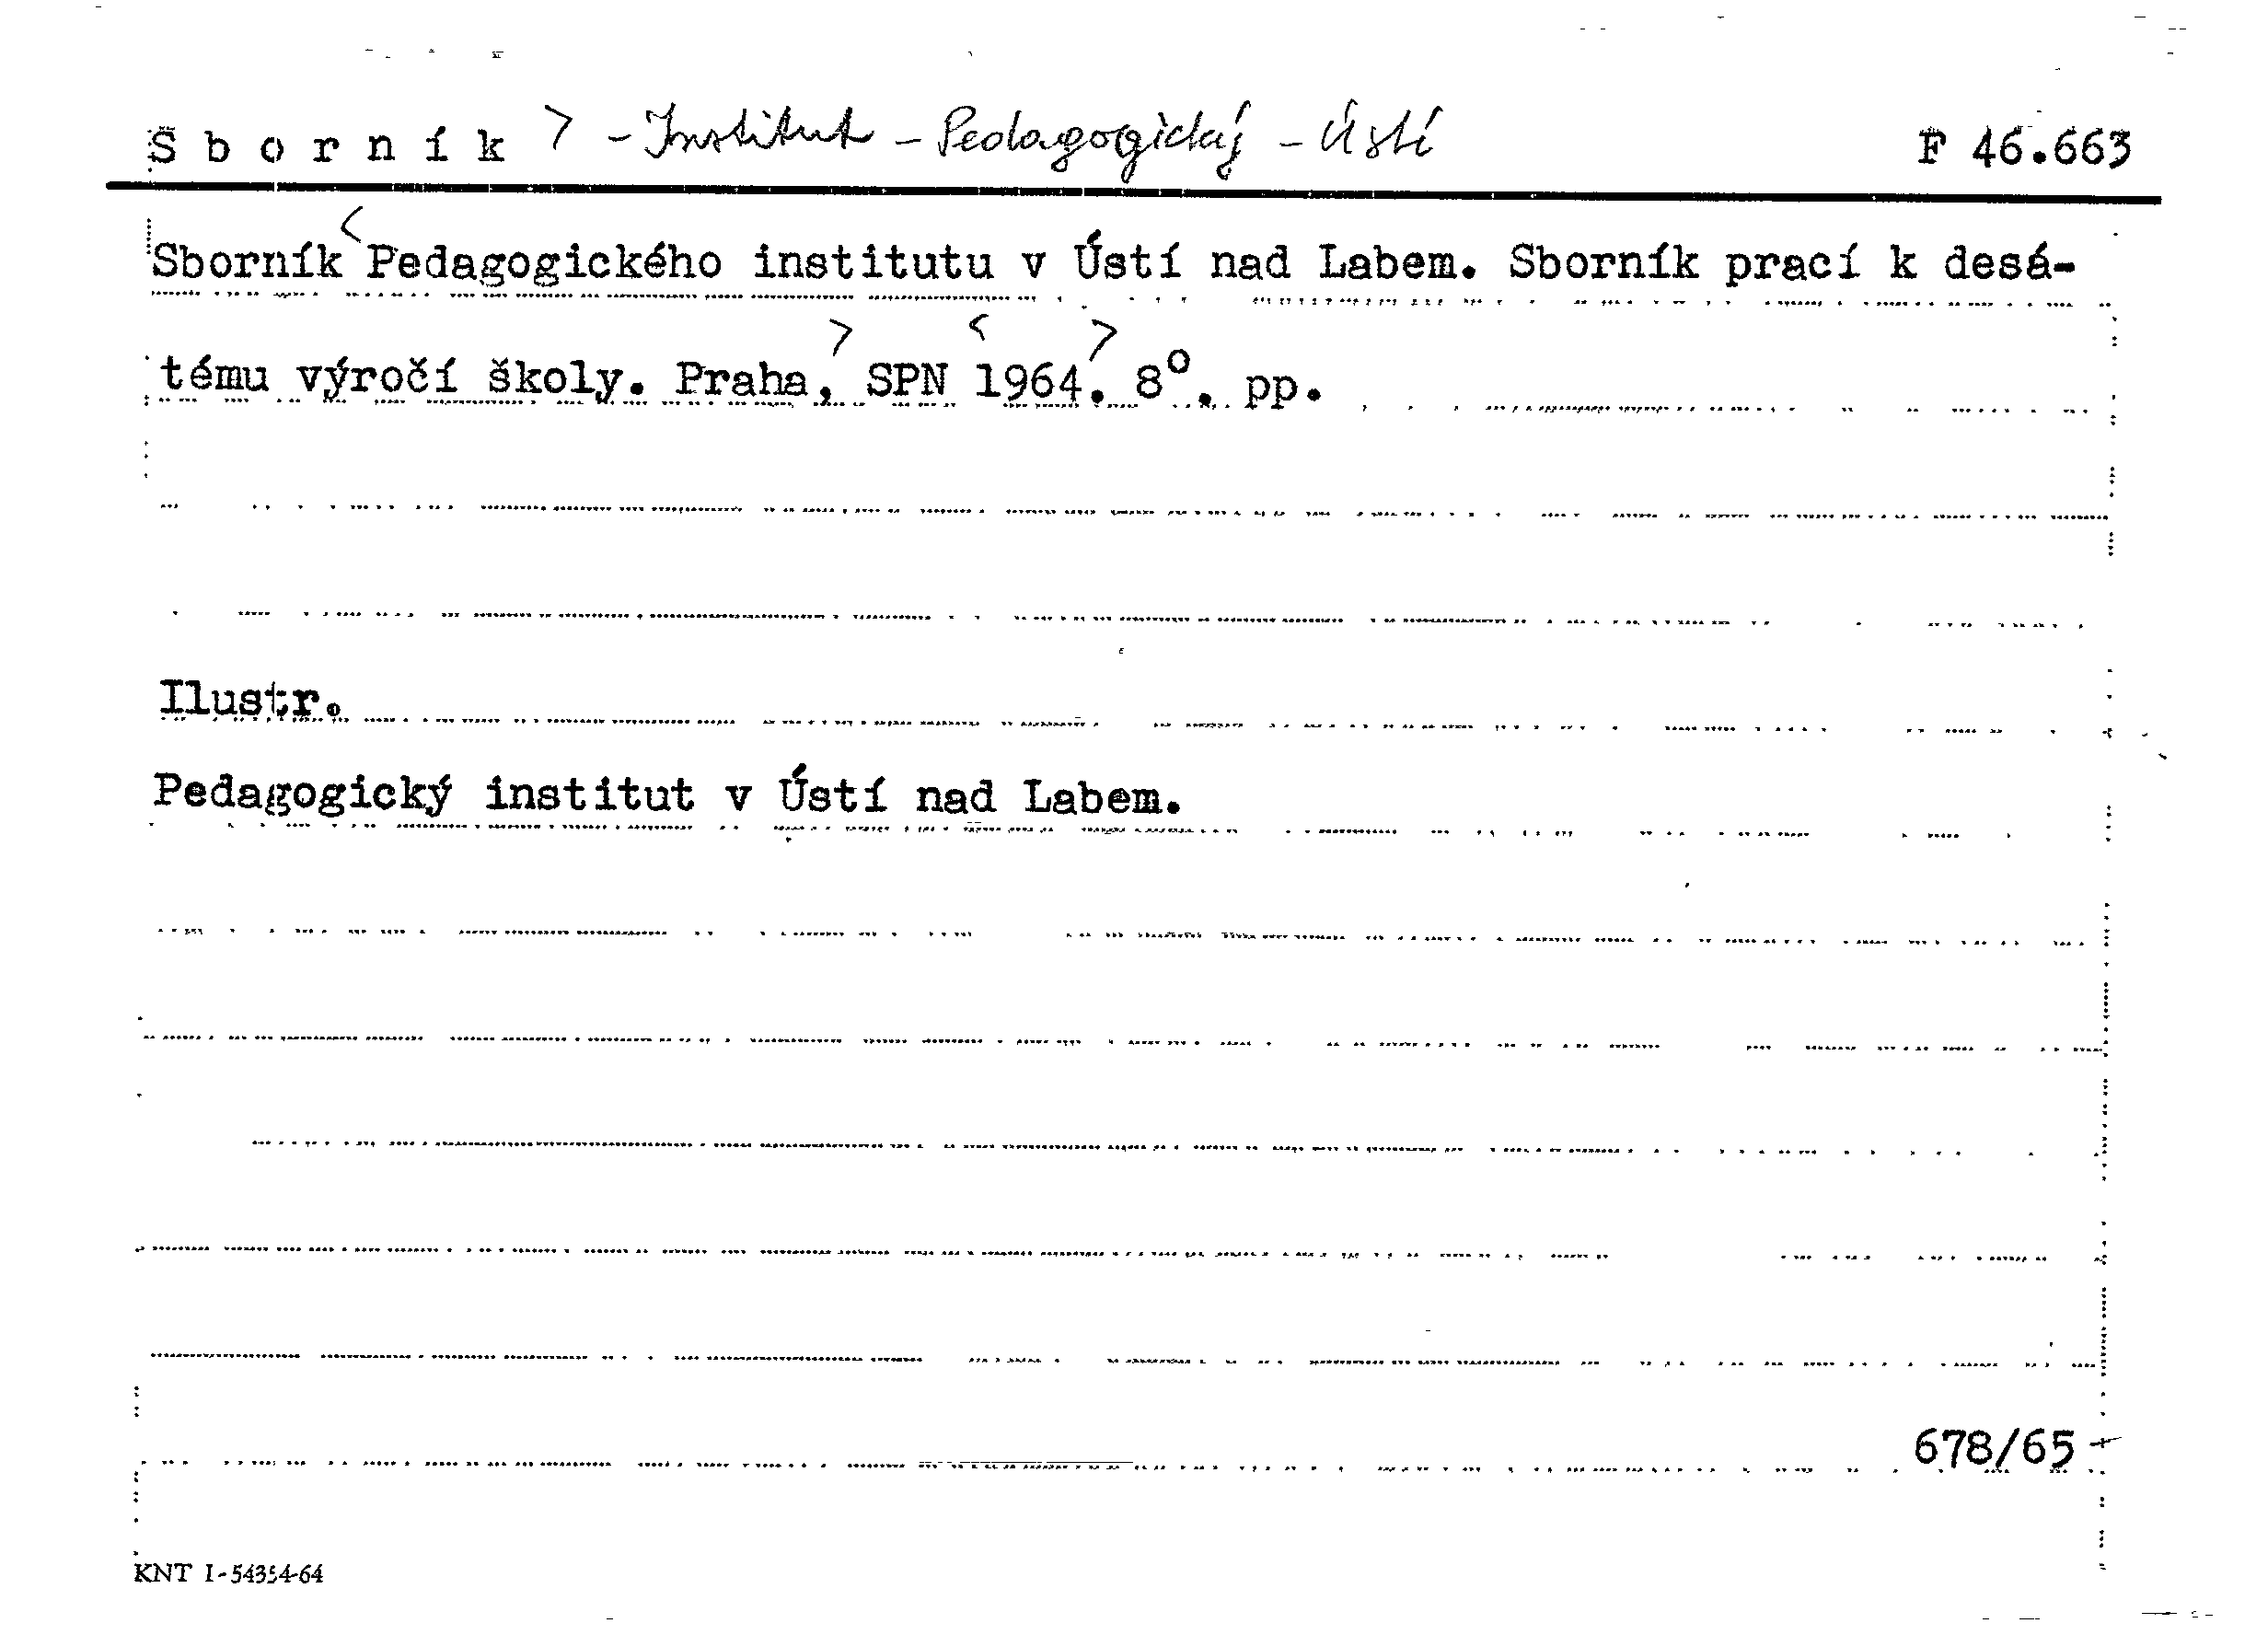 S b o r n í k > - Institut - Pedagogický - Ústí F 46.663
Sborník < Pedagogického institutu v Ústí nad Labem. Sborník prací k desá-
tému výročí školy. Praha, > SPN < 1964. > 8°. pp.
Ilustr.
Pedagogický institut v Ústí nad Labem.
678/65
KNT I-54354-64